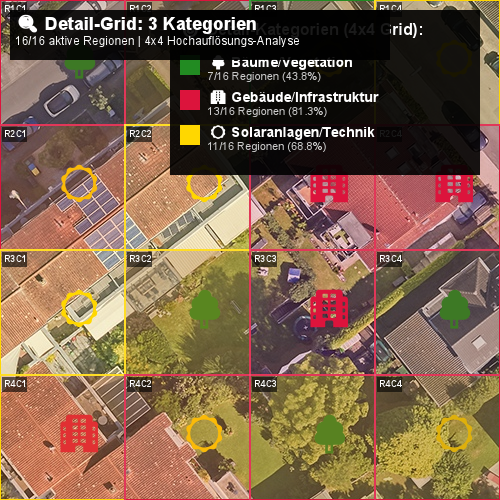 R1C1
R1C2
R1C3
R1C4
🔍 Detail-Grid: 3 Kategorien
Kategorien (4x4 Grid):
16/16 aktive Regionen | 4x4 Hochauflösungs-Analyse
Bäume/Vegetation
7/16 Regionen (43.8%)
Gebäude/Infrastruktur
13/16 Regionen (81.3%)
Solaranlagen/Technik
11/16 Regionen (68.8%)
R2C1
R2C2
R2C4
R3C1
R3C2
R3C3
R3C4
R4C1
R4C2
R4C3
R4C4